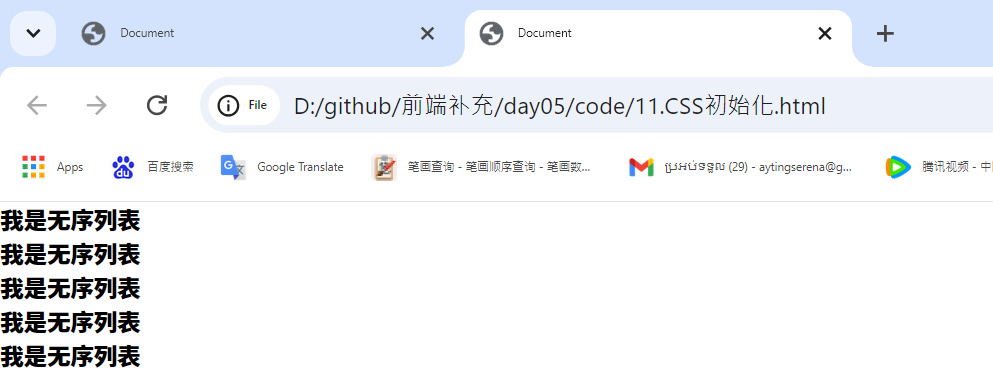 Document
Document
File D:/github/前端补充/day05/code/11.CSS初始化.html
Apps 百度搜索 Google Translate 笔画查询 - 笔画顺序查询 - 笔画数... ប្រអប់ទទួល (29) - aytingserena@g... 腾讯视频 - 中
我是无序列表
我是无序列表
我是无序列表
我是无序列表
我是无序列表